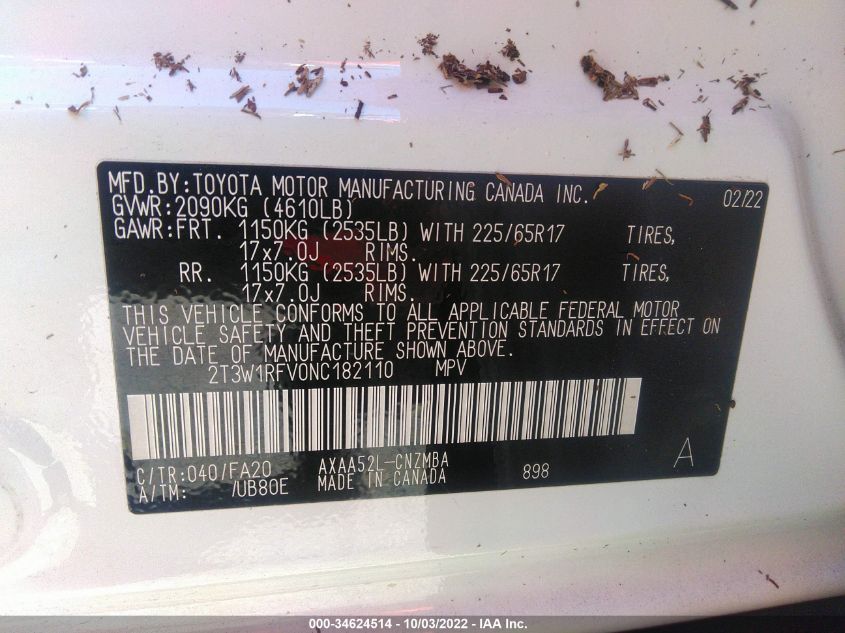 MFD.BY:TOYOTA MOTOR MANUFACTURING CANADA INC. 02/22
GVWR:2090KG (4610LB)
GAWR:FRT. 1150KG (2535LB) WITH 225/65R17 TIRES,
17x7.0J RIMS.
RR. 1150KG (2535LB) WITH 225/65R17 TIRES,
17x7.0J RIMS.
THIS VEHICLE CONFORMS TO ALL APPLICABLE FEDERAL MOTOR
VEHICLE SAFETY AND THEFT PREVENTION STANDARDS IN EFFECT ON
THE DATE OF MANUFACTURE SHOWN ABOVE.
2T3W1RFV0NC182110 MPV
C/TR:040/FA20 AXAA52L-CNZMBA 898 A
A/TM: /UB80E MADE IN CANADA
000-34624514 - 10/03/2022 - IAA Inc.